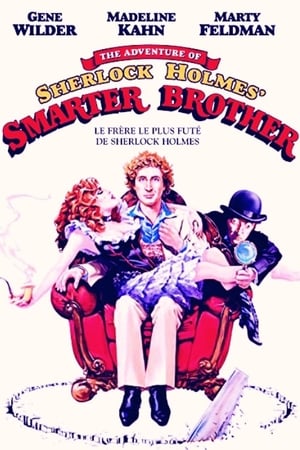 GENE WILDER
MADELINE KAHN
MARTY FELDMAN
THE ADVENTURE OF
SHERLOCK HOLMES'
SMARTER BROTHER
LE FRÈRE LE PLUS FUTÉ
DE SHERLOCK HOLMES